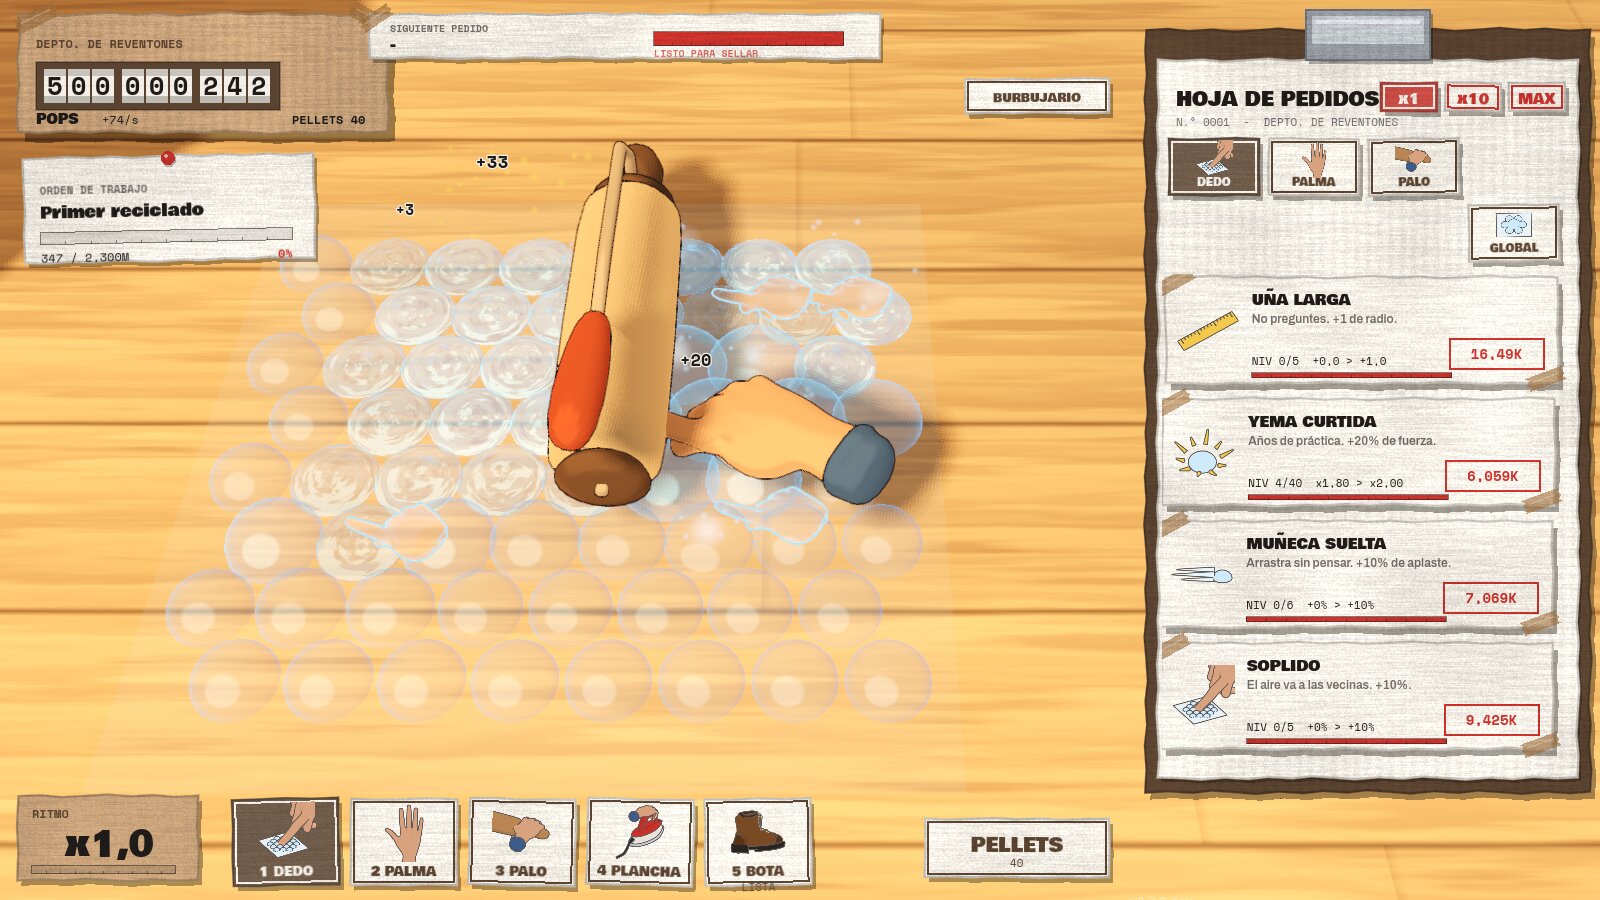 DEPTO. DE REVENTONES
500 000 242
POPS +74/s PELLETS 40
SIGUIENTE PEDIDO
-
LISTO PARA SELLAR
BURBUJARIO
ORDEN DE TRABAJO
Primer reciclado
0%
347 / 2,300M
+33
+3
+20
HOJA DE PEDIDOS
x1 x10 MAX
N.° 0001 - DEPTO. DE REVENTONES
DEDO PALMA PALO
GLOBAL
UÑA LARGA
No preguntes. +1 de radio.
NIV 0/5 +0,0 > +1,0
16,49K
YEMA CURTIDA
Años de práctica. +20% de fuerza.
NIV 4/40 x1,80 > x2,00
6,059K
MUÑECA SUELTA
Arrastra sin pensar. +10% de aplaste.
NIV 0/6 +0% > +10%
7,069K
SOPLIDO
El aire va a las vecinas. +10%.
NIV 0/5 +0% > +10%
9,425K
RITMO
x1,0
1 DEDO
2 PALMA
3 PALO
4 PLANCHA
5 BOTA
LISTA
PELLETS
40